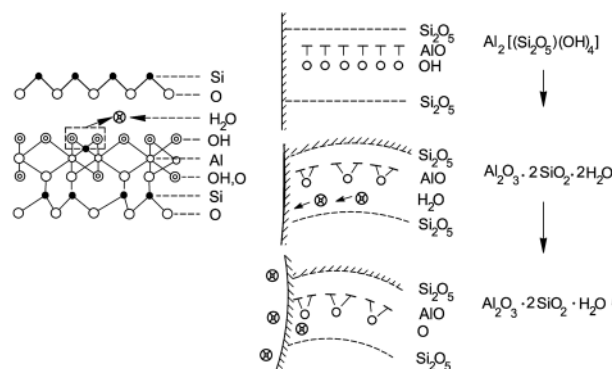 Si
O
H₂O
OH
Al
OH,O
Si
O
Si₂O₅
AlO
OH
Si₂O₅
Al₂[(Si₂O₅)(OH)₄]
Si₂O₅
AlO
H₂O
Si₂O₅
Al₂O₃·2SiO₂·2H₂O
Si₂O₅
AlO
O
Si₂O₅
Al₂O₃·2SiO₂·H₂O